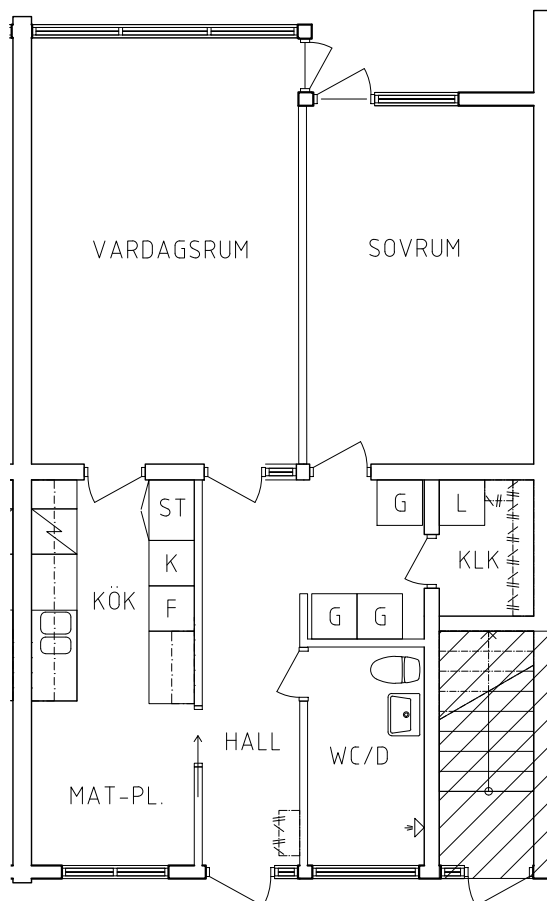 VARDAGSRUM
SOVRUM
ST
G
L
K
KLK
KÖK
F
G
G
HALL
WC/D
MAT-PL.